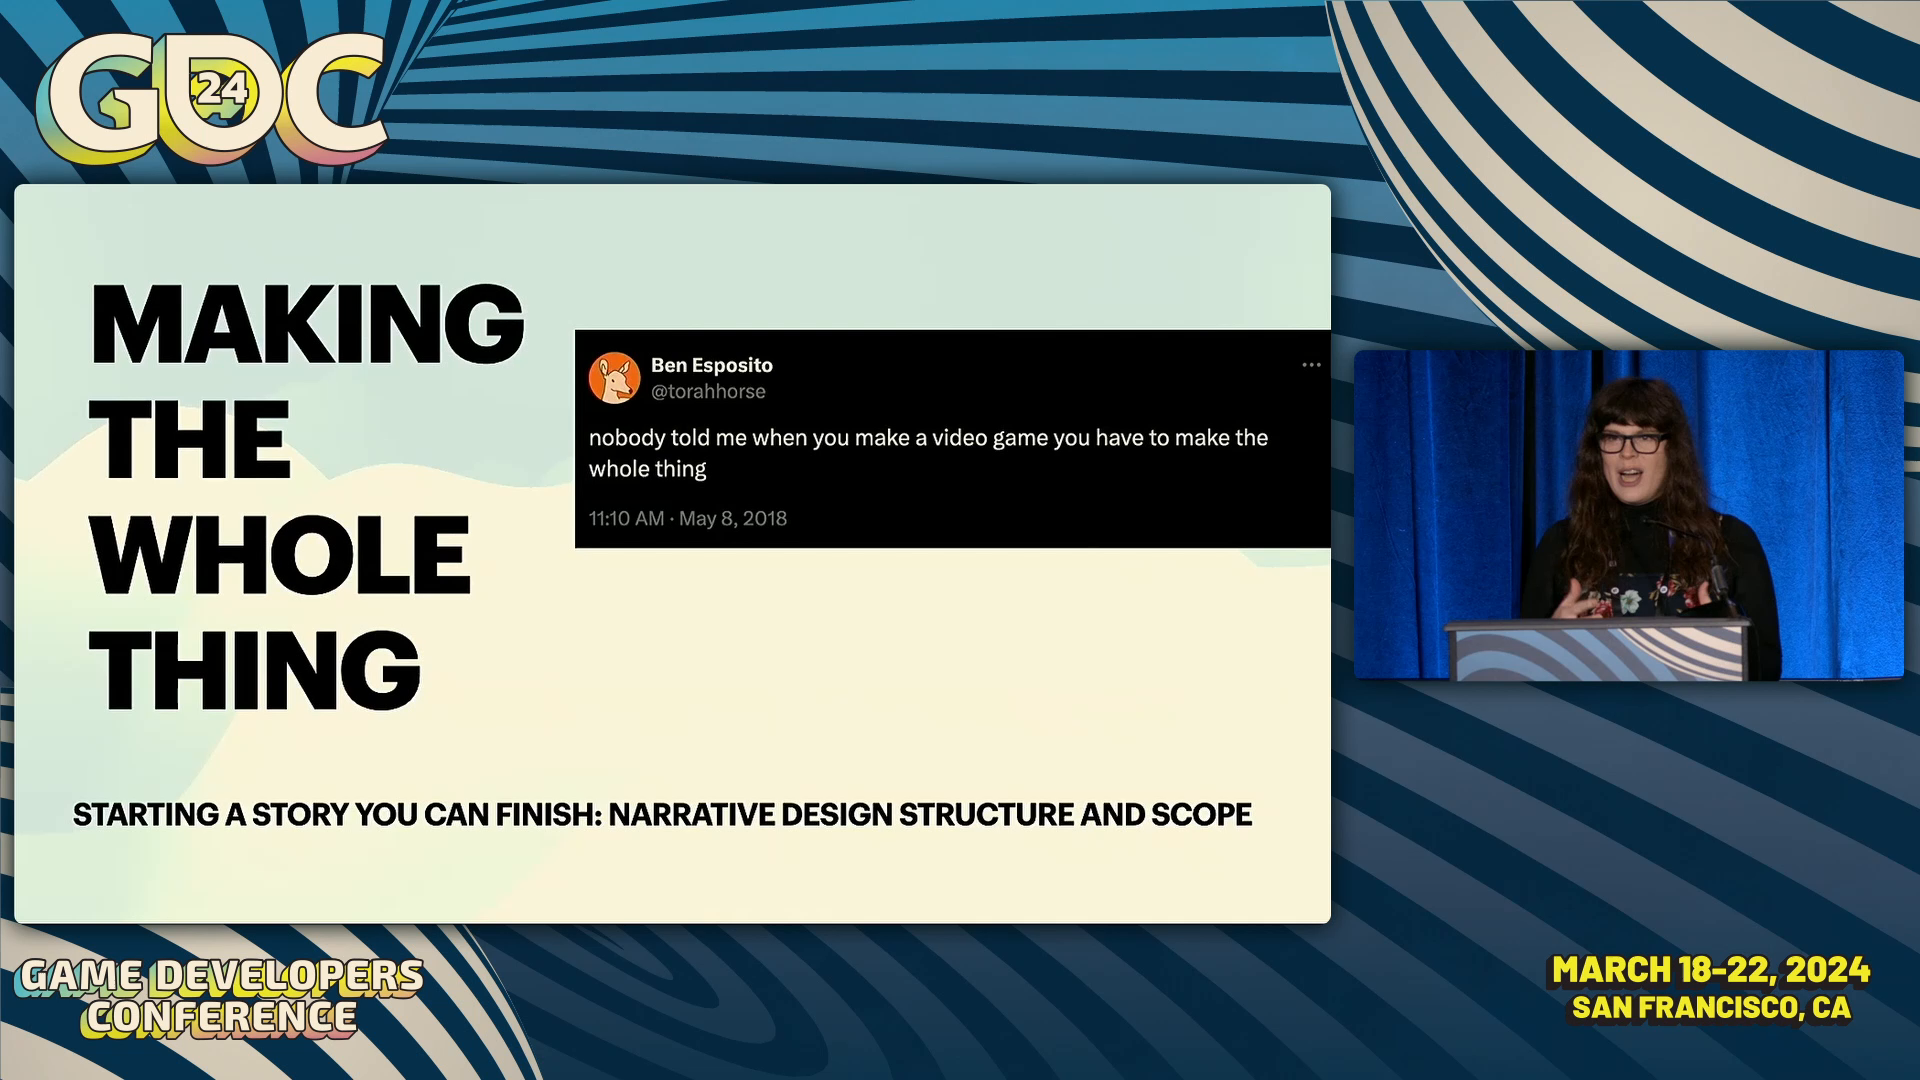 GDC
24
MAKING
THE
WHOLE
THING
Ben Esposito
@torahhorse
nobody told me when you make a video game you have to make the
whole thing
11:10 AM · May 8, 2018
STARTING A STORY YOU CAN FINISH: NARRATIVE DESIGN STRUCTURE AND SCOPE
GAME DEVELOPERS
CONFERENCE
MARCH 18-22, 2024
SAN FRANCISCO, CA